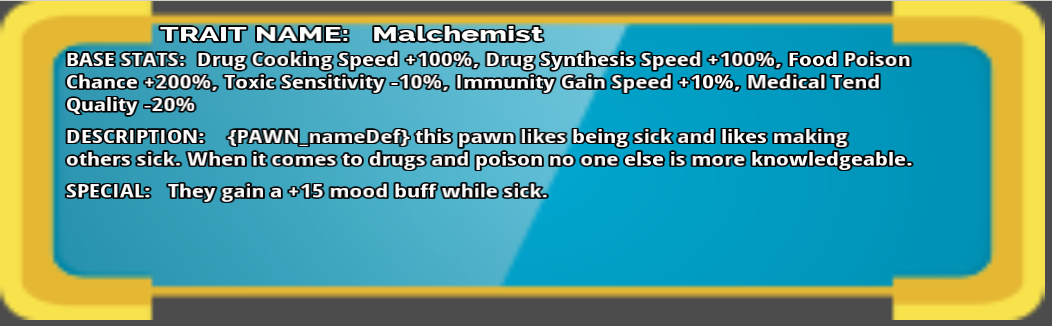 TRAIT NAME: Malchemist
BASE STATS: Drug Cooking Speed +100%, Drug Synthesis Speed +100%, Food Poison
Chance +200%, Toxic Sensitivity -10%, Immunity Gain Speed +10%, Medical Tend
Quality -20%
DESCRIPTION: {PAWN_nameDef} this pawn likes being sick and likes making
others sick. When it comes to drugs and poison no one else is more knowledgeable.
SPECIAL: They gain a +15 mood buff while sick.